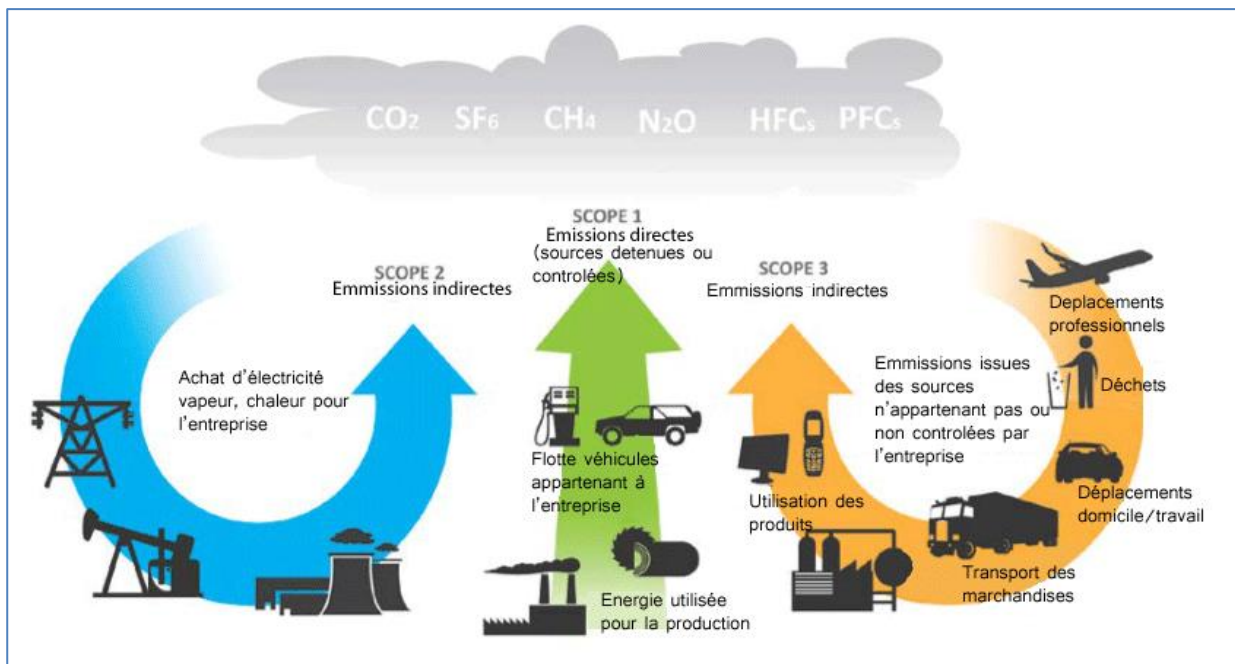 CO₂ SF₆ CH₄ N₂O HFCs PFCs
SCOPE 1
Emissions directes
(sources detenues ou
controlées)
SCOPE 2
Emmissions indirectes
SCOPE 3
Emmissions indirectes
Achat d'électricité
vapeur, chaleur pour
l'entreprise
Flotte véhicules
appartenant à
l'entreprise
Energie utilisée
pour la production
Emmissions issues
des sources
n'appartenant pas ou
non controlées par
l'entreprise
Deplacements
professionnels
Déchets
Déplacements
domicile/travail
Transport des
marchandises
Utilisation des
produits